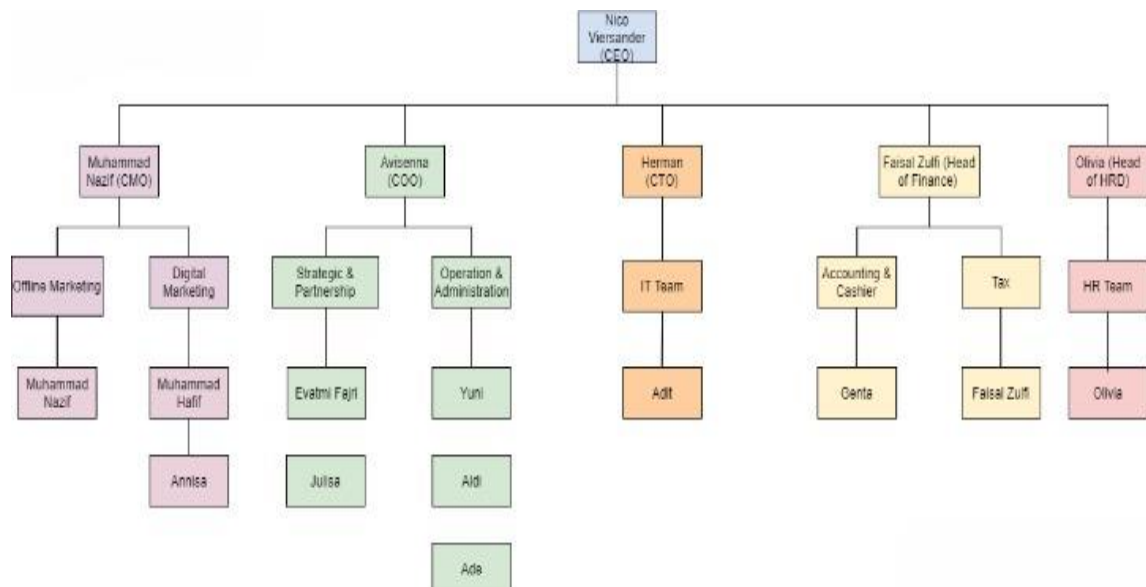 Nico
Viersander
(CEO)
Muhammad
Nazif (CMO)
Avisenna
(COO)
Herman
(CTO)
Faisal Zulfi (Head
of Finance)
Olivia (Head
of HRD)
Offline Marketing
Digital
Marketing
Strategic &
Partnership
Operation &
Administration
IT Team
Accounting &
Cashier
Tax
HR Team
Muhammad
Nazif
Muhammad
Hafif
Evatmi Fajri
Yuni
Adit
Genta
Faisal Zulfi
Olivia
Annisa
Julisa
Aldi
Ade